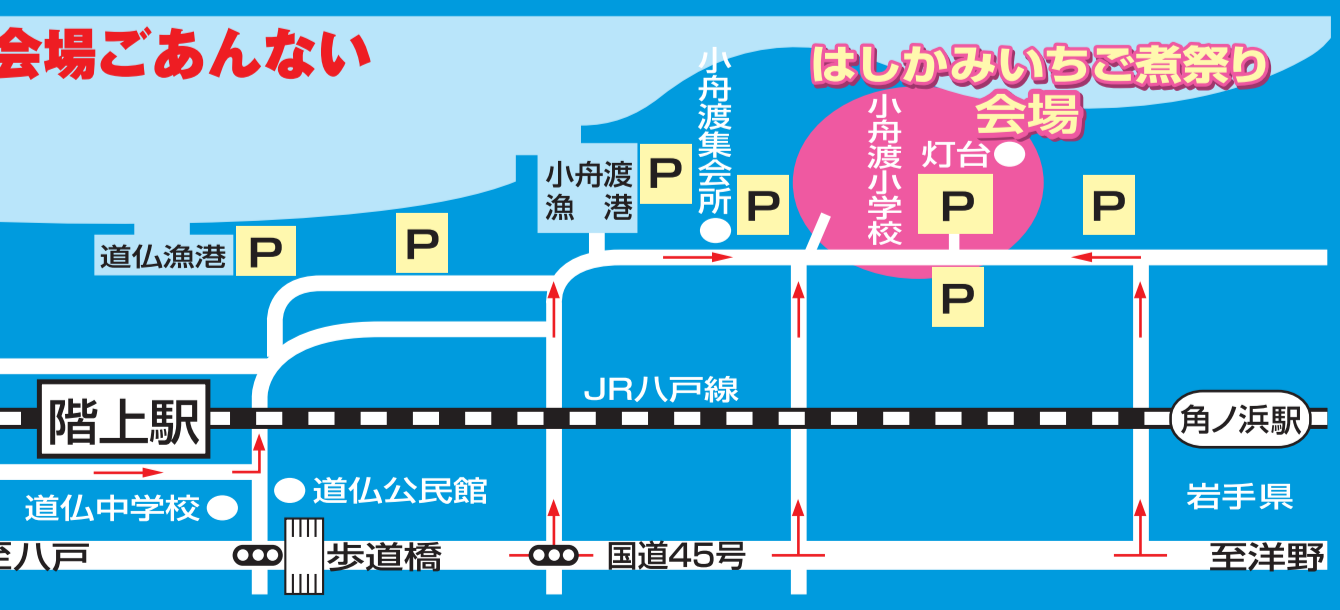 会場ごあんない
はしかみいちご煮祭り
会場
小舟渡集会所
小舟渡小学校
灯台
小舟渡
漁　港
P
P
P
P
P
P
P
道仏漁港
JR八戸線
階上駅
角ノ浜駅
道仏中学校
道仏公民館
岩手県
至八戸
歩道橋
国道45号
至洋野